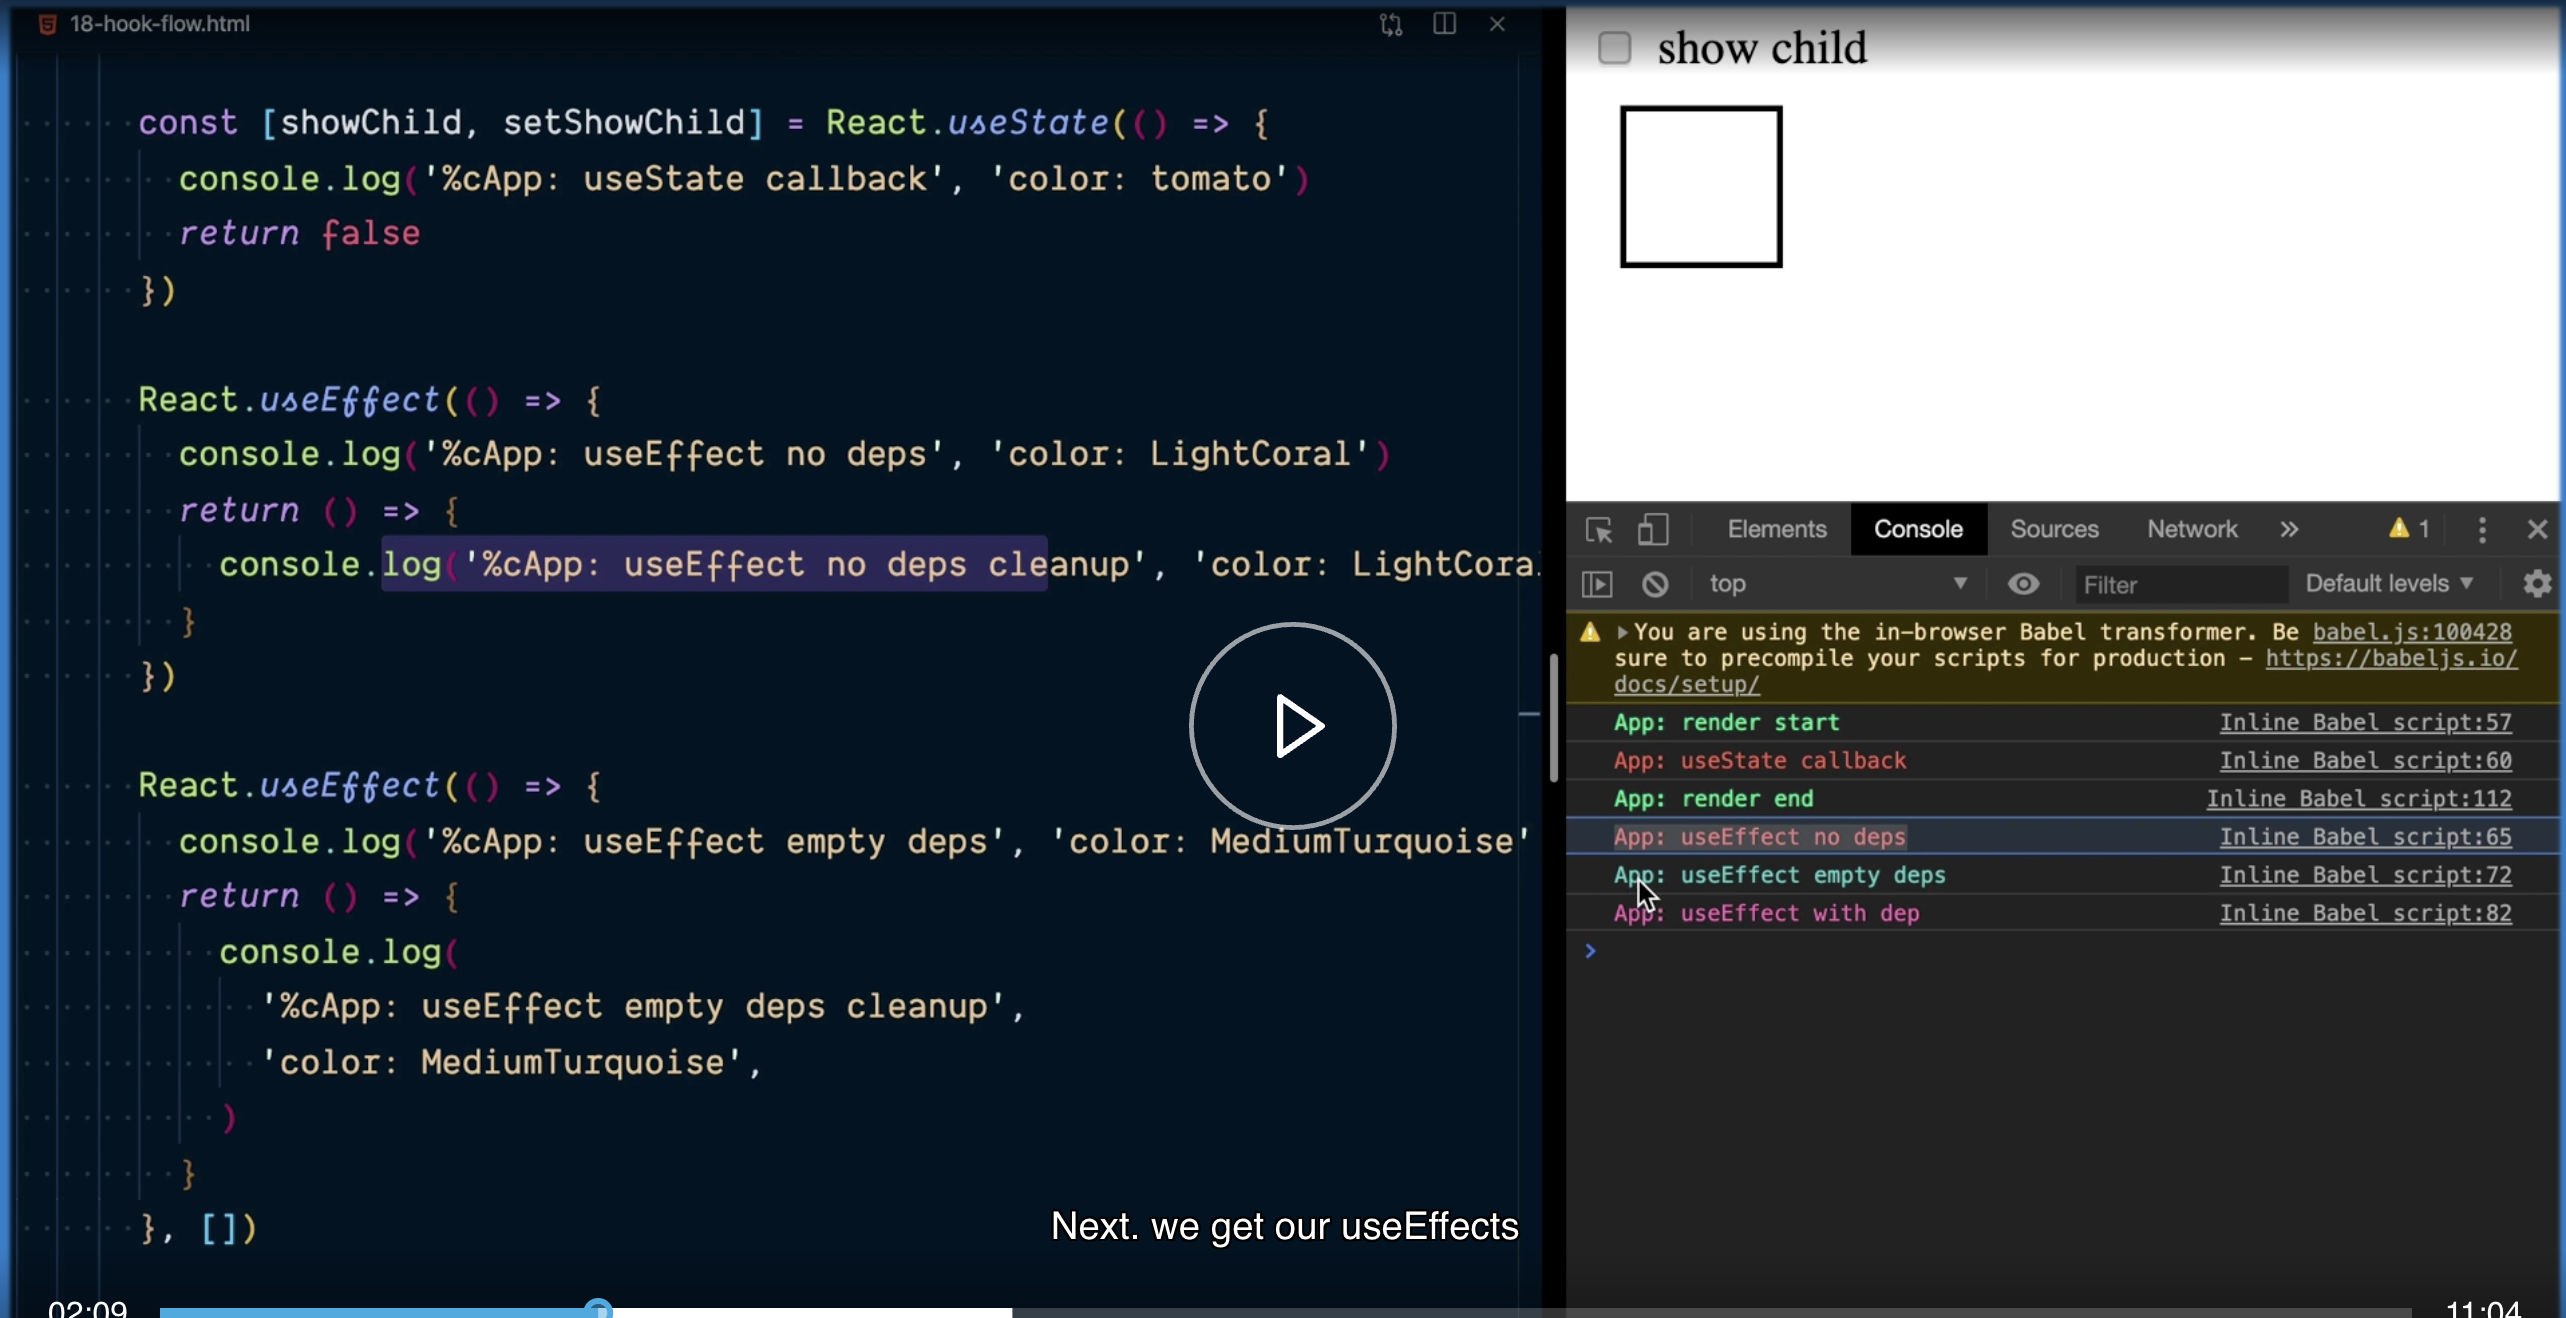 18-hook-flow.html
const [showChild, setShowChild] = React.useState(() => {
console.log('%cApp: useState callback', 'color: tomato')
return false
})
React.useEffect(() => {
console.log('%cApp: useEffect no deps', 'color: LightCoral')
return () => {
console.log('%cApp: useEffect no deps cleanup', 'color: LightCora
}
})
React.useEffect(() => {
console.log('%cApp: useEffect empty deps', 'color: MediumTurquoise'
return () => {
console.log(
'%cApp: useEffect empty deps cleanup',
'color: MediumTurquoise',
)
}
}, [])
Next. we get our useEffects
02:09
11:04
show child
Elements Console Sources Network » 1
top Filter Default levels
You are using the in-browser Babel transformer. Be babel.js:100428
sure to precompile your scripts for production – https://babeljs.io/
docs/setup/
App: render start Inline Babel script:57
App: useState callback Inline Babel script:60
App: render end Inline Babel script:112
App: useEffect no deps Inline Babel script:65
App: useEffect empty deps Inline Babel script:72
App: useEffect with dep Inline Babel script:82
>